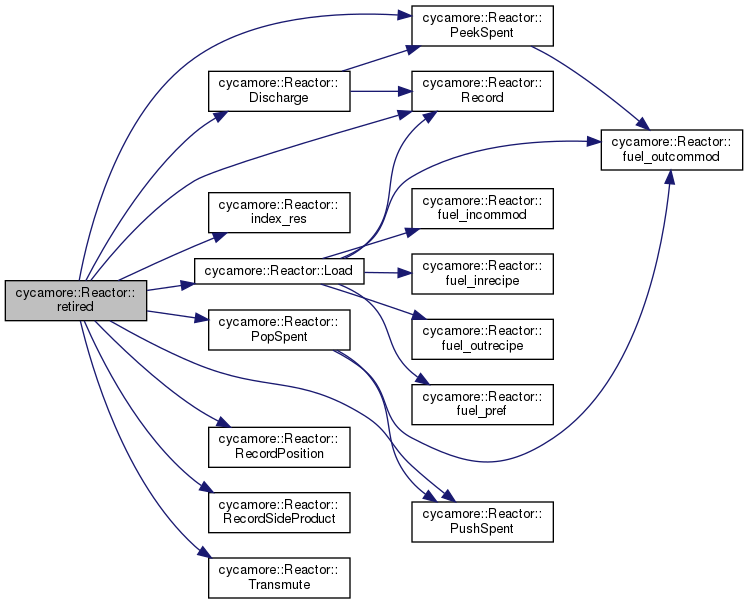 cycamore::Reactor::
PeekSpent
cycamore::Reactor::
Discharge
cycamore::Reactor::
Record
cycamore::Reactor::
fuel_outcommod
cycamore::Reactor::
index_res
cycamore::Reactor::
fuel_incommod
cycamore::Reactor::Load
cycamore::Reactor::
fuel_inrecipe
cycamore::Reactor::
retired
cycamore::Reactor::
PopSpent
cycamore::Reactor::
fuel_outrecipe
cycamore::Reactor::
fuel_pref
cycamore::Reactor::
RecordPosition
cycamore::Reactor::
RecordSideProduct
cycamore::Reactor::
PushSpent
cycamore::Reactor::
Transmute